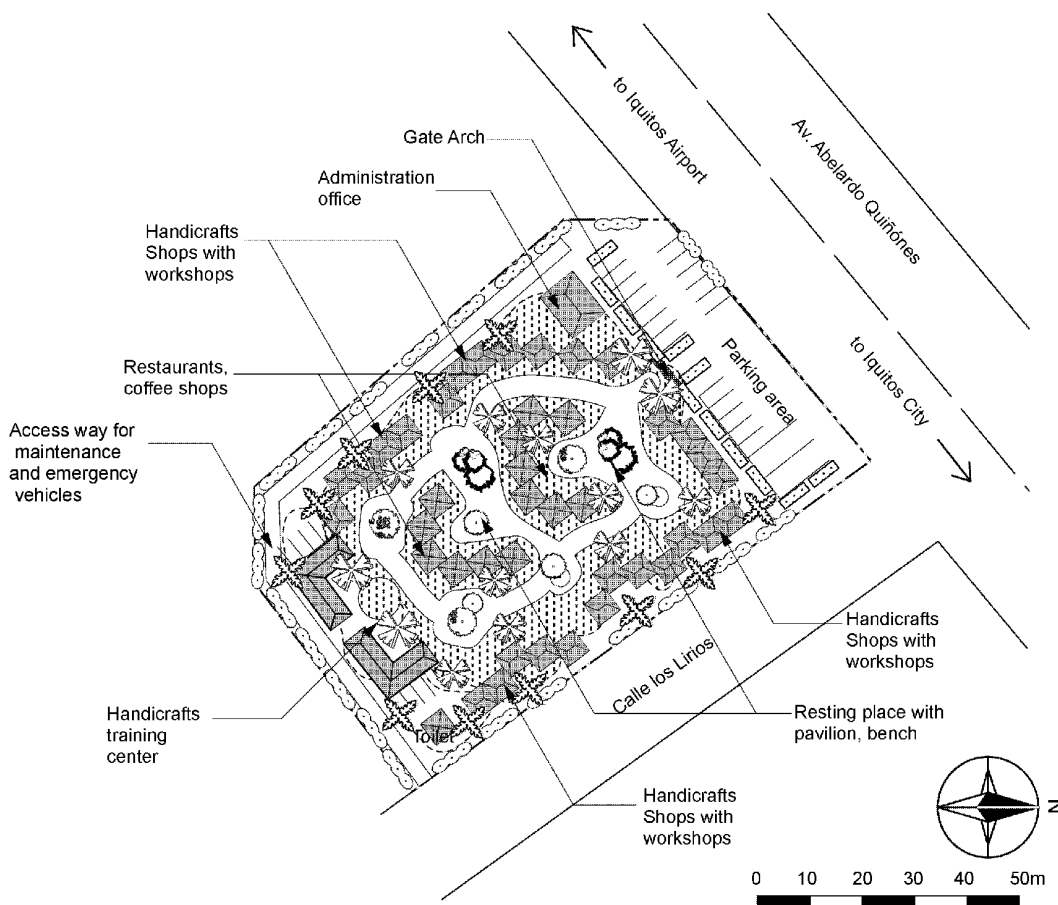 to Iquitos Airport
Av. Abelardo Quiñónes
Gate Arch
Administration
office
Handicrafts
Shops with
workshops
Restaurants,
coffee shops
Access way for
maintenance
and emergency
vehicles
Parking area
to Iquitos City
Handicrafts
Shops with
workshops
Calle los Lirios
Handicrafts
training
center
Toilet
Resting place with
pavilion, bench
Handicrafts
Shops with
workshops
N
0 10 20 30 40 50m